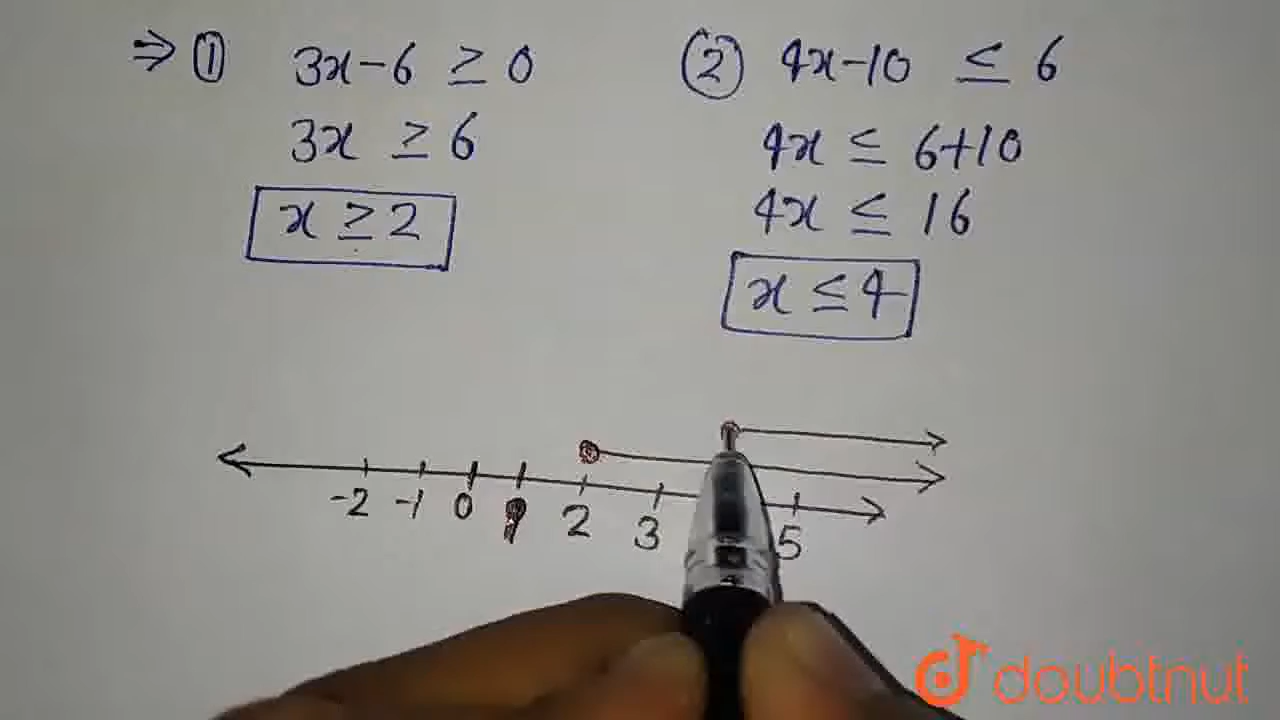 ⇒ ① 3x-6 ≥ 0
3x ≥ 6
x ≥ 2
② 4x-10 ≤ 6
4x ≤ 6+10
4x ≤ 16
x ≤ 4
-2 -1 0 1 2 3 5
doubtnut